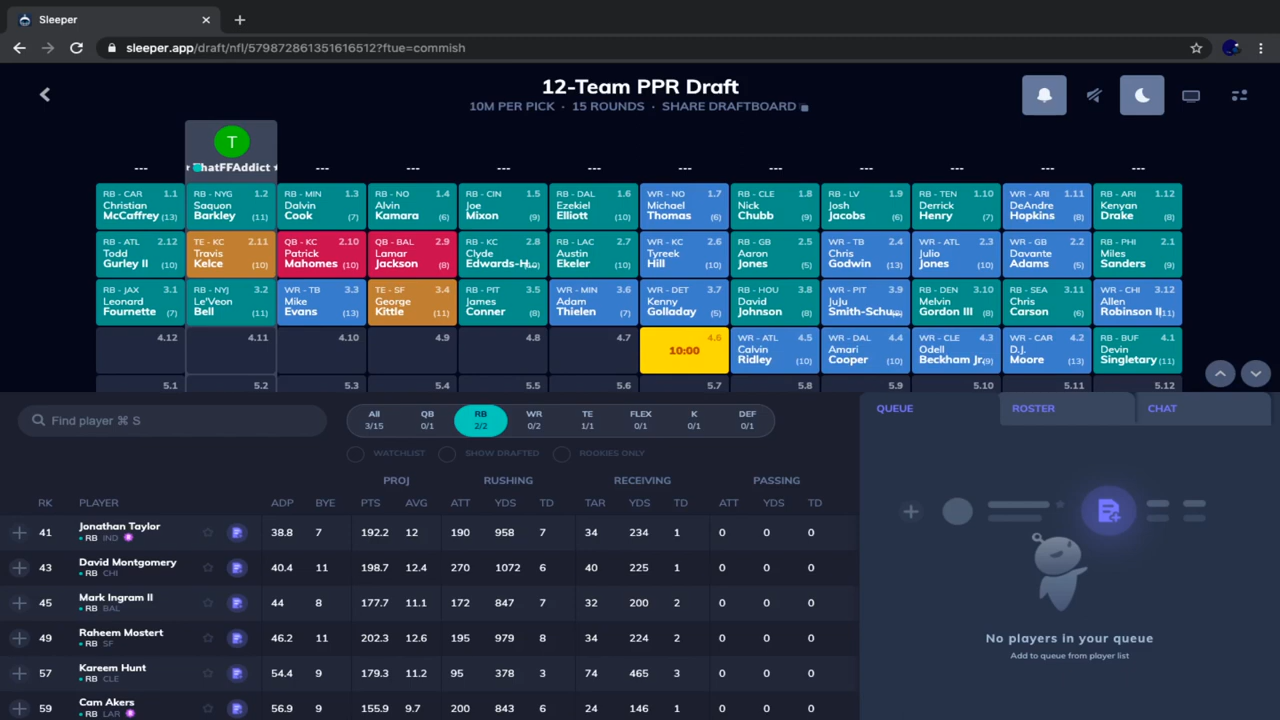 Sleeper
sleeper.app/draft/nfl/579872861351616512?ftue=commish
12-Team PPR Draft
10M PER PICK · 15 ROUNDS · SHARE DRAFTBOARD
T
--- hatFFAddict --- --- --- --- --- --- --- --- --- ---
RB - CAR 1.1 RB - NYG 1.2 RB - MIN 1.3 RB - NO 1.4 RB - CIN 1.5 RB - DAL 1.6 WR - NO 1.7 RB - CLE 1.8 RB - LV 1.9 RB - TEN 1.10 WR - ARI 1.11 RB - ARI 1.12
Christian Saquon Dalvin Alvin Joe Ezekiel Michael Nick Josh Derrick DeAndre Kenyan
McCaffrey (13) Barkley (11) Cook (7) Kamara (6) Mixon (9) Elliott (10) Thomas (6) Chubb (9) Jacobs (6) Henry (7) Hopkins (8) Drake (8)
RB - ATL 2.12 TE - KC 2.11 QB - KC 2.10 QB - BAL 2.9 RB - KC 2.8 RB - LAC 2.7 WR - KC 2.6 RB - GB 2.5 WR - TB 2.4 WR - ATL 2.3 WR - GB 2.2 RB - PHI 2.1
Todd Travis Patrick Lamar Clyde Austin Tyreek Aaron Chris Julio Davante Miles
Gurley II (10) Kelce (10) Mahomes (10) Jackson (8) Edwards-H... Ekeler (10) Hill (10) Jones (5) Godwin (13) Jones (10) Adams (5) Sanders (9)
RB - JAX 3.1 RB - NYJ 3.2 WR - TB 3.3 TE - SF 3.4 RB - PIT 3.5 WR - MIN 3.6 WR - DET 3.7 RB - HOU 3.8 WR - PIT 3.9 RB - DEN 3.10 RB - SEA 3.11 WR - CHI 3.12
Leonard Le'Veon Mike George James Adam Kenny David JuJu Melvin Chris Allen
Fournette (7) Bell (11) Evans (13) Kittle (11) Conner (8) Thielen (7) Golladay (5) Johnson (8) Smith-Schu... Gordon III (8) Carson (6) Robinson II (11)
4.12 4.11 4.10 4.9 4.8 4.7 4.6 WR - ATL 4.5 WR - DAL 4.4 WR - CLE 4.3 WR - CAR 4.2 RB - BUF 4.1
10:00 Calvin Amari Odell D.J. Devin
Ridley (10) Cooper (10) Beckham Jr. (9) Moore (13) Singletary (11)
5.1 5.2 5.3 5.4 5.5 5.6 5.7 5.8 5.9 5.10 5.11 5.12
Find player ⌘ S
All QB RB WR TE FLEX K DEF
3/15 0/1 2/2 0/2 1/1 0/1 0/1 0/1
WATCHLIST SHOW DRAFTED ROOKIES ONLY
QUEUE ROSTER CHAT
PROJ RUSHING RECEIVING PASSING
RK PLAYER ADP BYE PTS AVG ATT YDS TD TAR YDS TD ATT YDS TD
41 Jonathan Taylor 38.8 7 192.2 12 190 958 7 34 234 1 0 0 0
RB IND
43 David Montgomery 40.4 11 198.7 12.4 270 1072 6 40 225 1 0 0 0
RB CHI
45 Mark Ingram II 44 8 177.7 11.1 172 847 7 32 200 2 0 0 0
RB BAL
49 Raheem Mostert 46.2 11 202.3 12.6 195 979 8 34 224 2 0 0 0
RB SF
57 Kareem Hunt 54.4 9 179.3 11.2 95 378 3 74 465 3 0 0 0
RB CLE
59 Cam Akers 56.9 9 155.9 9.7 200 843 6 24 146 1 0 0 0
RB LAR
No players in your queue
Add to queue from player list